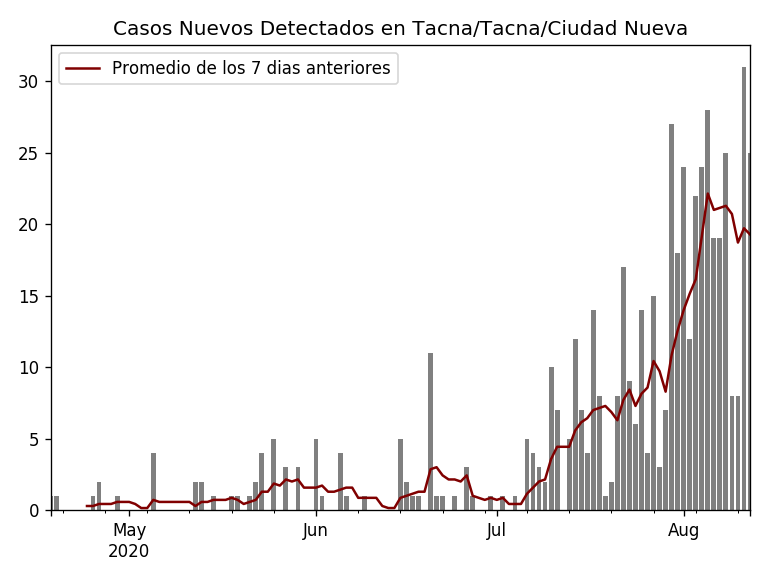 Casos Nuevos Detectados en Tacna/Tacna/Ciudad Nueva
Promedio de los 7 dias anteriores
30
25
20
15
10
5
0
May
2020
Jun
Jul
Aug